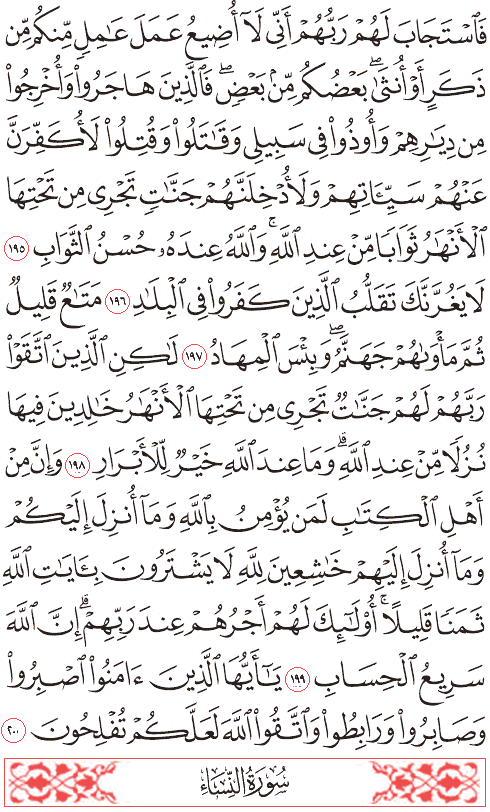 فَٱسْتَجَابَ لَهُمْ رَبُّهُمْ أَنِّى لَآ أُضِيعُ عَمَلَ عَٰمِلٍ مِّنكُم مِّن
ذَكَرٍ أَوْ أُنثَىٰ ۖ بَعْضُكُم مِّنۢ بَعْضٍ ۖ فَٱلَّذِينَ هَاجَرُوا۟ وَأُخْرِجُوا۟
مِن دِيَٰرِهِمْ وَأُوذُوا۟ فِى سَبِيلِى وَقَٰتَلُوا۟ وَقُتِلُوا۟ لَأُكَفِّرَنَّ
عَنْهُمْ سَيِّـَٔاتِهِمْ وَلَأُدْخِلَنَّهُمْ جَنَّٰتٍ تَجْرِى مِن تَحْتِهَا
ٱلْأَنْهَٰرُ ثَوَابًا مِّنْ عِندِ ٱللَّهِ ۗ وَٱللَّهُ عِندَهُۥ حُسْنُ ٱلثَّوَابِ ١٩٥
لَا يَغُرَّنَّكَ تَقَلُّبُ ٱلَّذِينَ كَفَرُوا۟ فِى ٱلْبِلَٰدِ ١٩٦ مَتَٰعٌ قَلِيلٌ
ثُمَّ مَأْوَىٰهُمْ جَهَنَّمُ ۖ وَبِئْسَ ٱلْمِهَادُ ١٩٧ لَٰكِنِ ٱلَّذِينَ ٱتَّقَوْا۟
رَبَّهُمْ لَهُمْ جَنَّٰتٌ تَجْرِى مِن تَحْتِهَا ٱلْأَنْهَٰرُ خَٰلِدِينَ فِيهَا
نُزُلًا مِّنْ عِندِ ٱللَّهِ ۗ وَمَا عِندَ ٱللَّهِ خَيْرٌ لِّلْأَبْرَارِ ١٩٨ وَإِنَّ مِنْ
أَهْلِ ٱلْكِتَٰبِ لَمَن يُؤْمِنُ بِٱللَّهِ وَمَآ أُنزِلَ إِلَيْكُمْ
وَمَآ أُنزِلَ إِلَيْهِمْ خَٰشِعِينَ لِلَّهِ لَا يَشْتَرُونَ بِـَٔايَٰتِ ٱللَّهِ
ثَمَنًا قَلِيلًا ۗ أُو۟لَٰٓئِكَ لَهُمْ أَجْرُهُمْ عِندَ رَبِّهِمْ ۗ إِنَّ ٱللَّهَ
سَرِيعُ ٱلْحِسَابِ ١٩٩ يَٰٓأَيُّهَا ٱلَّذِينَ ءَامَنُوا۟ ٱصْبِرُوا۟
وَصَابِرُوا۟ وَرَابِطُوا۟ وَٱتَّقُوا۟ ٱللَّهَ لَعَلَّكُمْ تُفْلِحُونَ ٢٠٠
سُورَةُ ٱلنِّسَاءِ